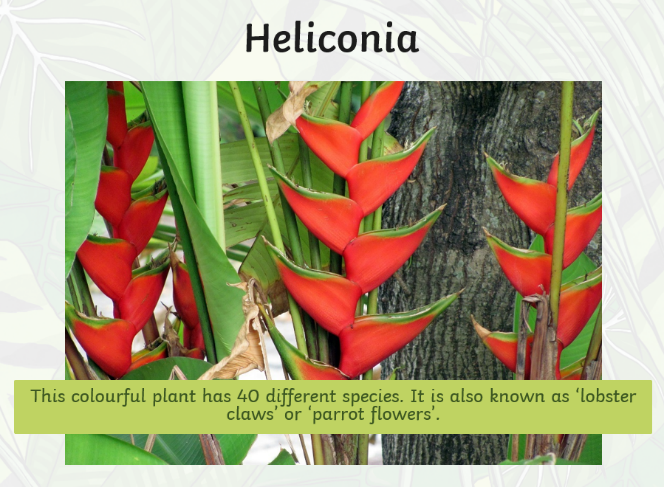 Heliconia
This colourful plant has 40 different species. It is also known as ‘lobster
claws’ or ‘parrot flowers’.